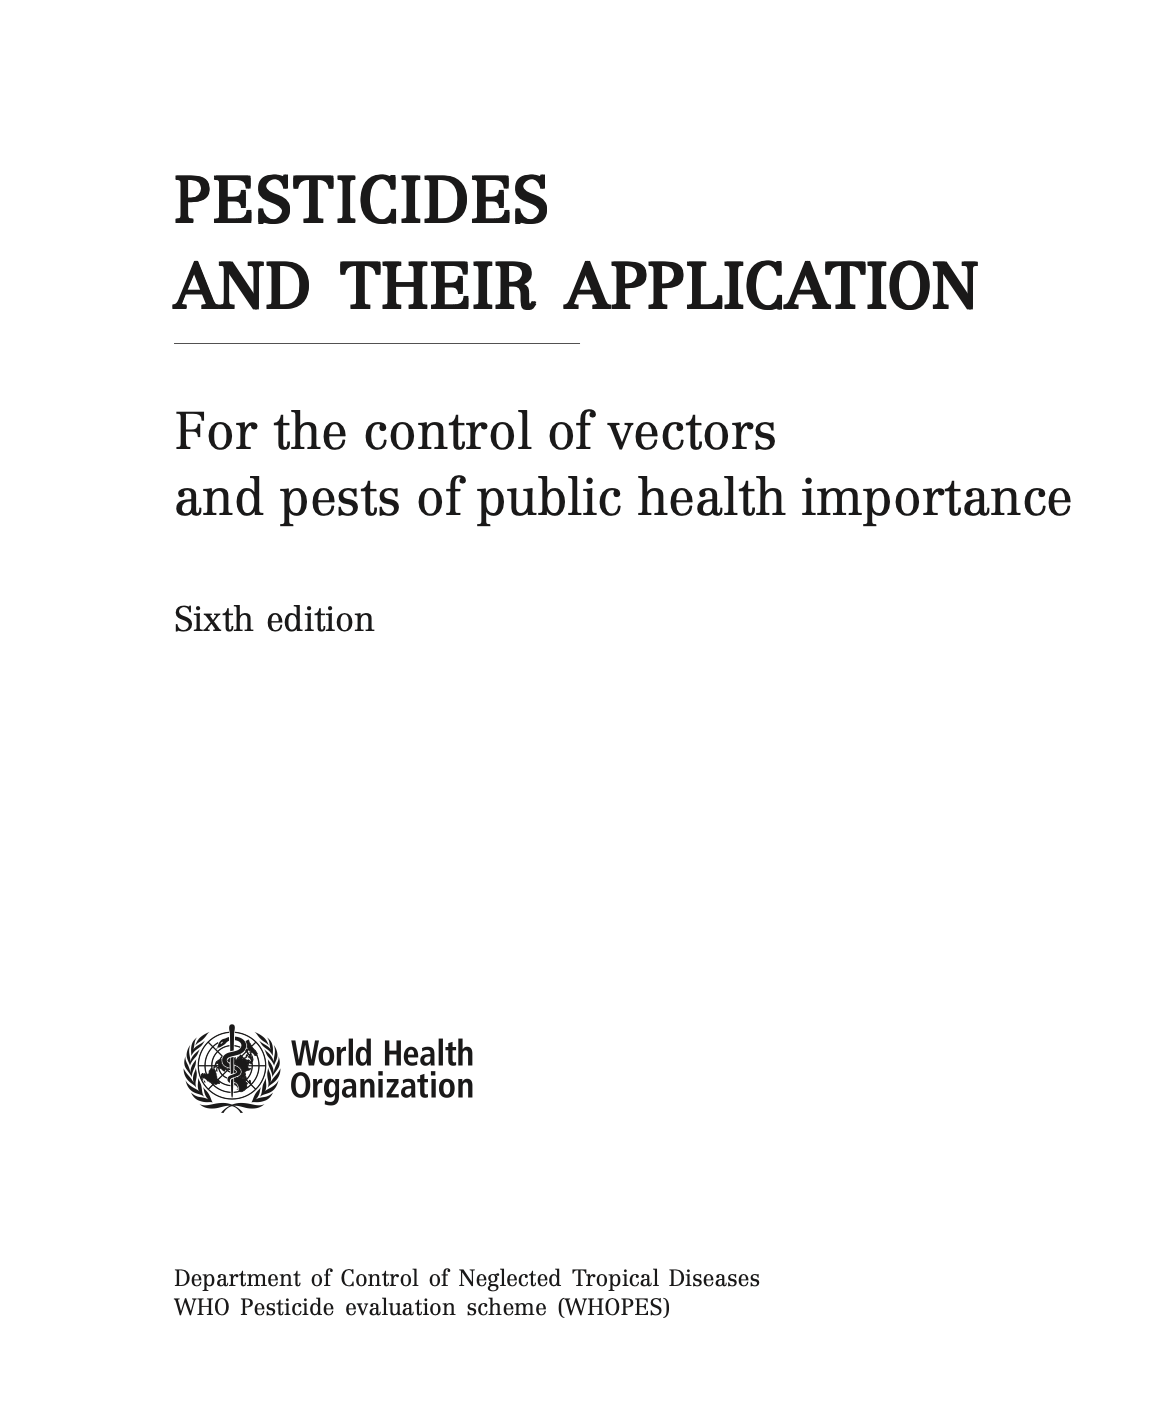 PESTICIDES
AND THEIR APPLICATION
For the control of vectors
and pests of public health importance
Sixth edition
World Health
Organization
Department of Control of Neglected Tropical Diseases
WHO Pesticide evaluation scheme (WHOPES)